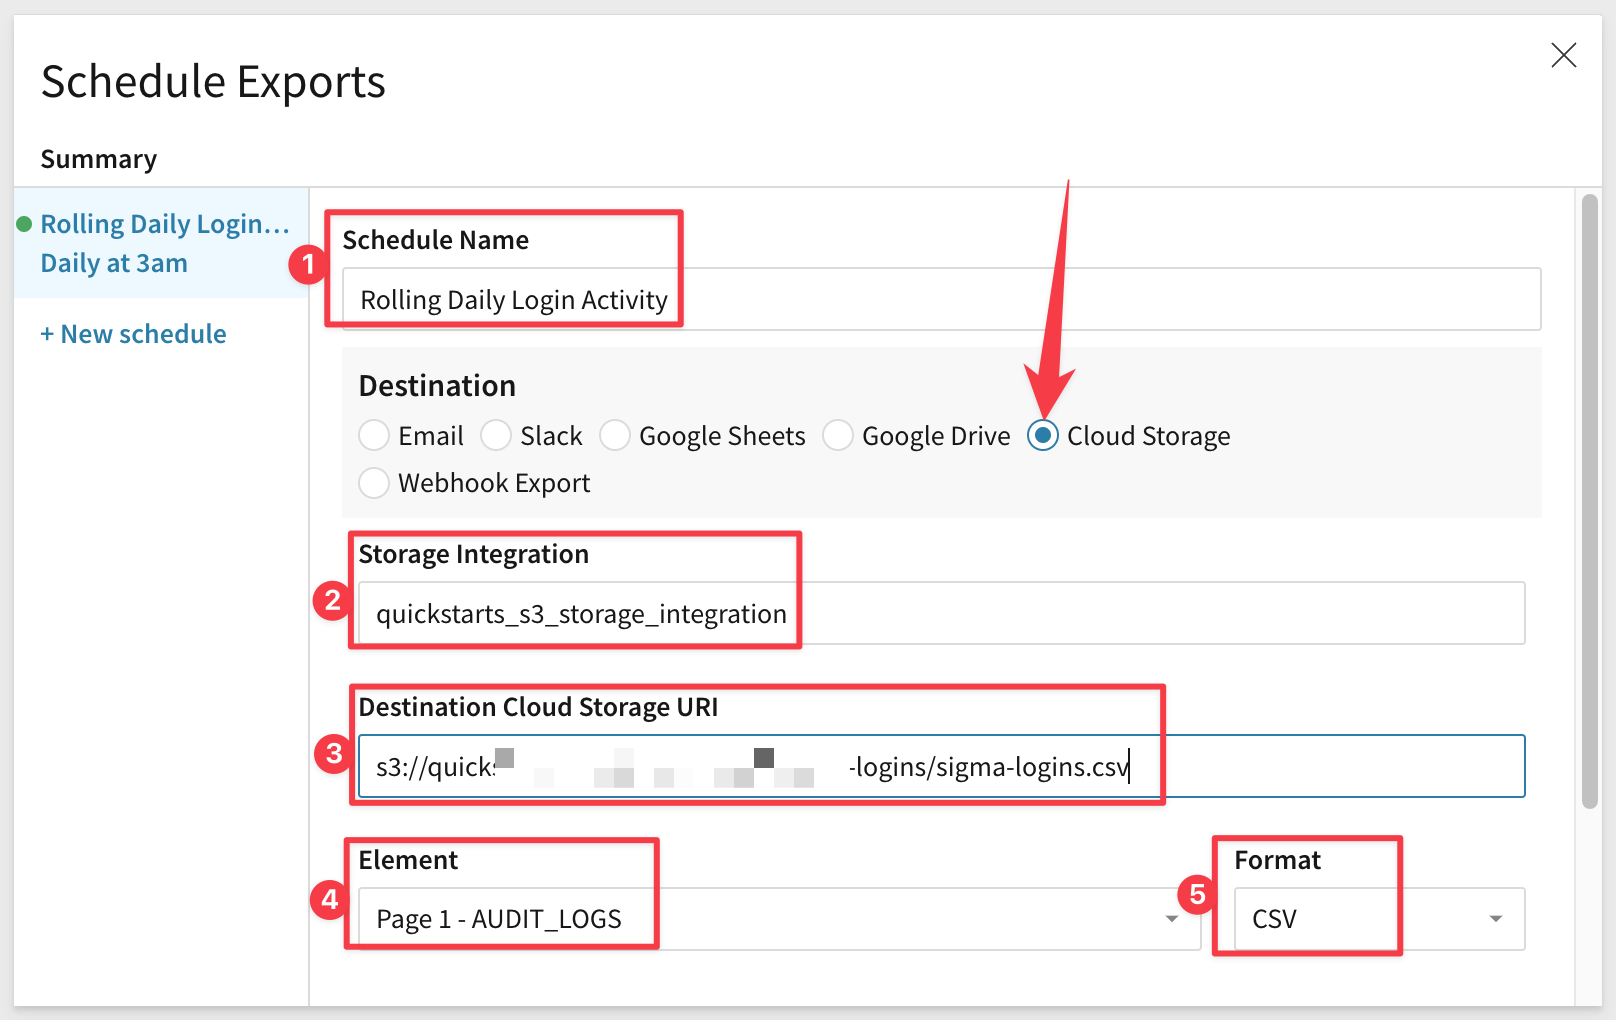 Schedule Exports
Summary
Rolling Daily Login...
Daily at 3am
+ New schedule
1
Schedule Name
Rolling Daily Login Activity
Destination
Email Slack Google Sheets Google Drive Cloud Storage
Webhook Export
2
Storage Integration
quickstarts_s3_storage_integration
3
Destination Cloud Storage URI
s3://quicks -logins/sigma-logins.csv
4
Element
Page 1 - AUDIT_LOGS
5
Format
CSV